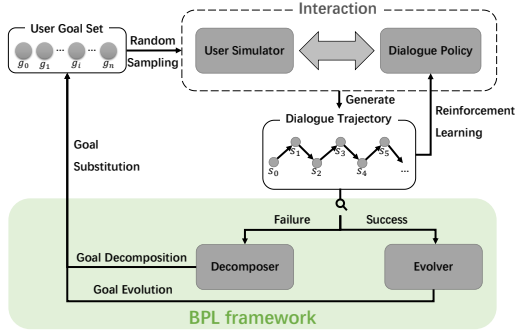 Interaction
User Goal Set
g0 g1 ... gi ... gn
Random
Sampling
User Simulator
Dialogue Policy
Generate
Dialogue Trajectory
s0 s1 s2 s3 s4 s5 ...
Reinforcement
Learning
Goal
Substitution
Failure
Success
Goal Decomposition
Decomposer
Evolver
Goal Evolution
BPL framework